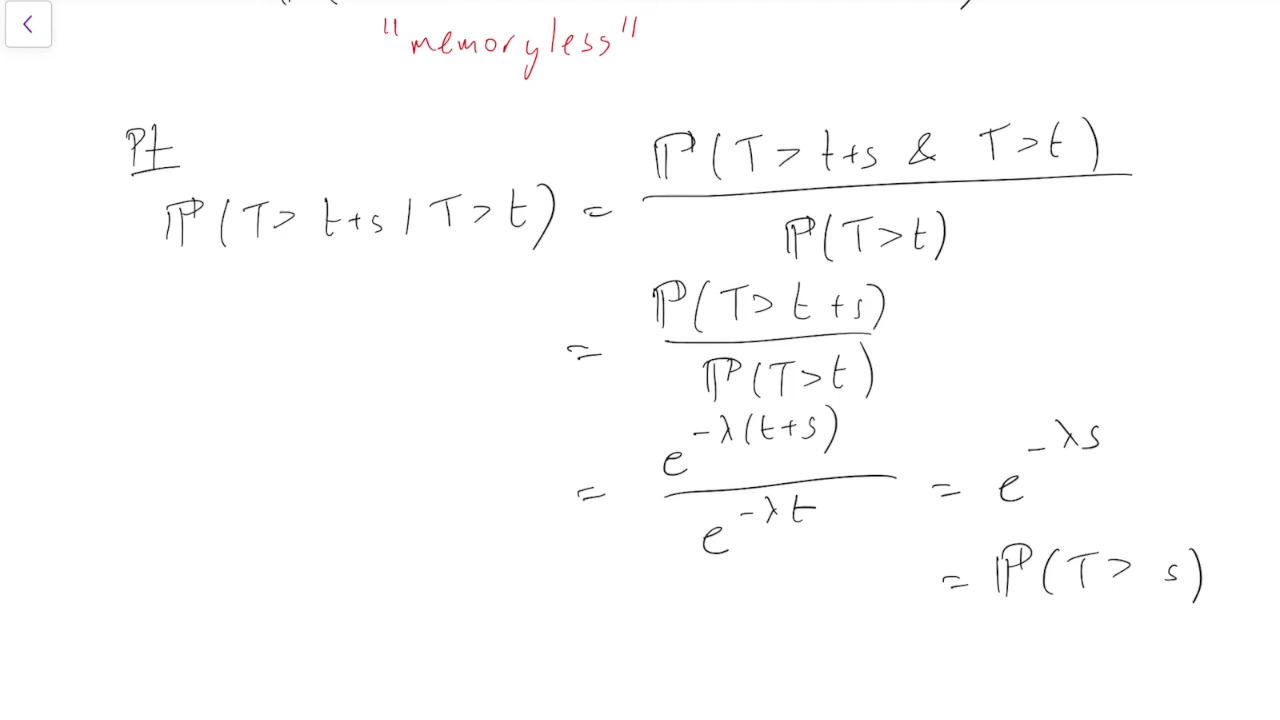 "memoryless"
Pf
ℙ(T > t+s | T > t) = ℙ(T > t+s & T > t) / ℙ(T > t)
= ℙ(T > t+s) / ℙ(T > t)
= e^{-λ(t+s)} / e^{-λt} = e^{-λs}
= ℙ(T > s)